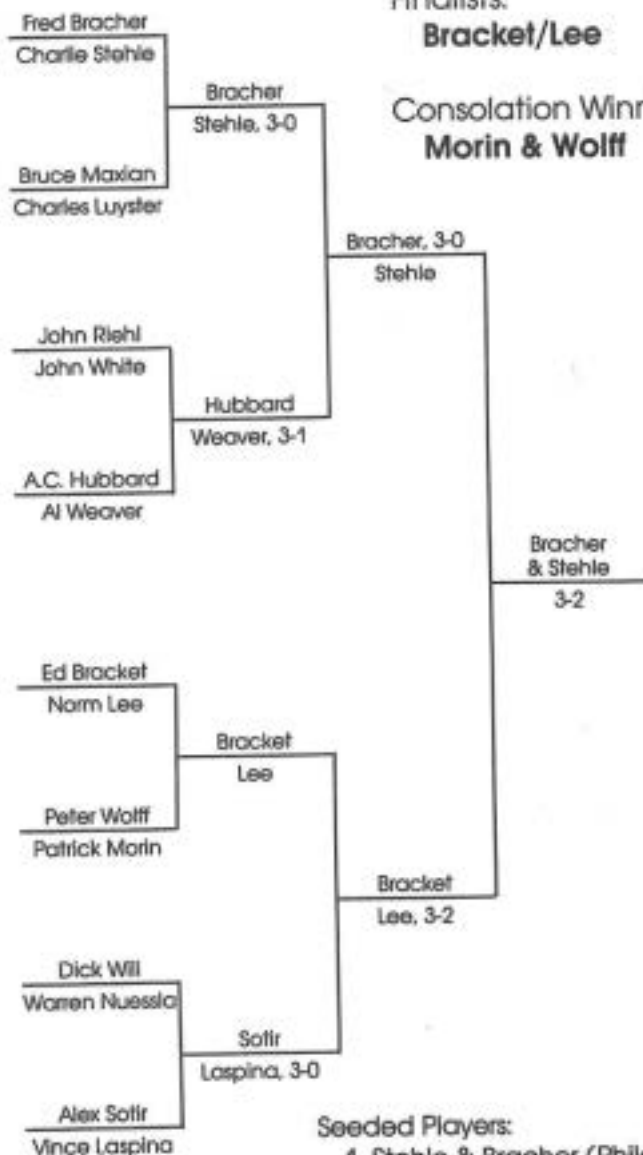 Finalists:
Bracket/Lee
Consolation
Morin & Wolff
Fred Bracher
Charlie Stehle
Bracher
Stehle, 3-0
Bruce Maxian
Charles Luyster
Bracher, 3-0
Stehle
John Riehl
John White
Hubbard
Weaver, 3-1
A.C. Hubbard
Al Weaver
Bracher
& Stehle
3-2
Ed Bracket
Norm Lee
Bracket
Lee
Peter Wolff
Patrick Morin
Bracket
Lee, 3-2
Dick Will
Warren
Sotir
Laspina, 3-0
Alex Sotir
Vince Laspina
Seeded Players:
1. Stehle & Bracher